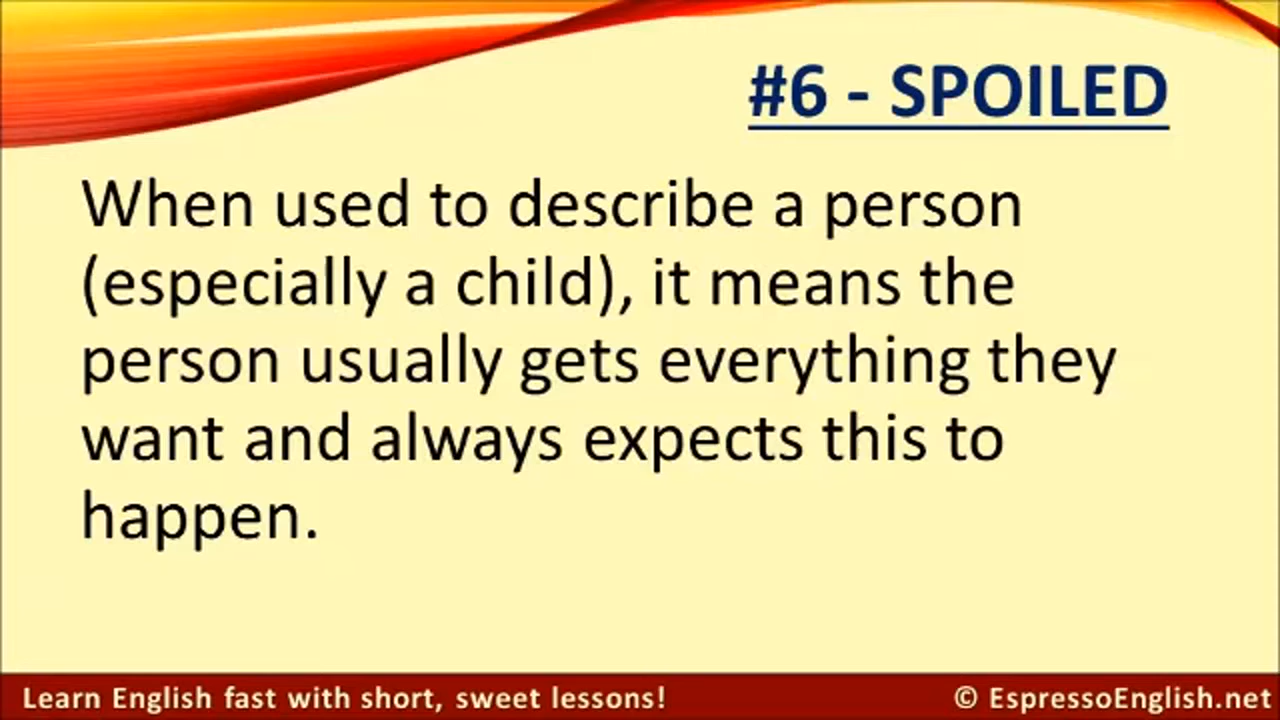 #6 - SPOILED
When used to describe a person
(especially a child), it means the
person usually gets everything they
want and always expects this to
happen.
Learn English fast with short, sweet lessons!
© EspressoEnglish.net